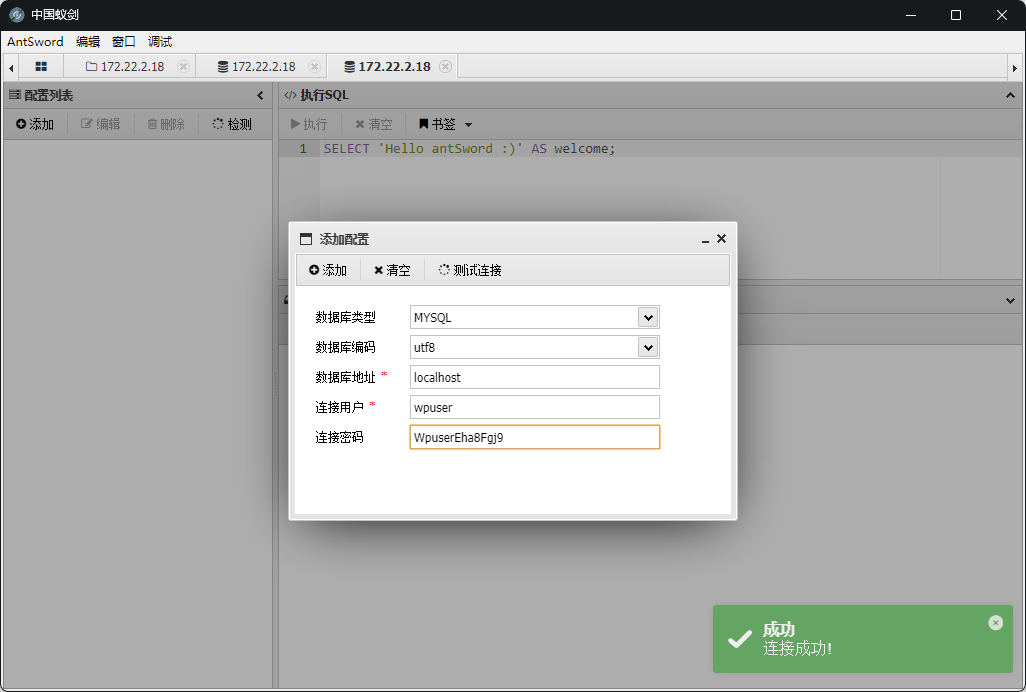 中国蚁剑
AntSword 编辑 窗口 调试
172.22.2.18 172.22.2.18 172.22.2.18
配置列表
添加 编辑 删除 检测
</> 执行SQL
执行 清空 书签
1 SELECT 'Hello antSword :)' AS welcome;
添加配置
添加 清空 测试连接
数据库类型 MYSQL
数据库编码 utf8
数据库地址 * localhost
连接用户 * wpuser
连接密码 WpuserEha8Fgj9
成功
连接成功!